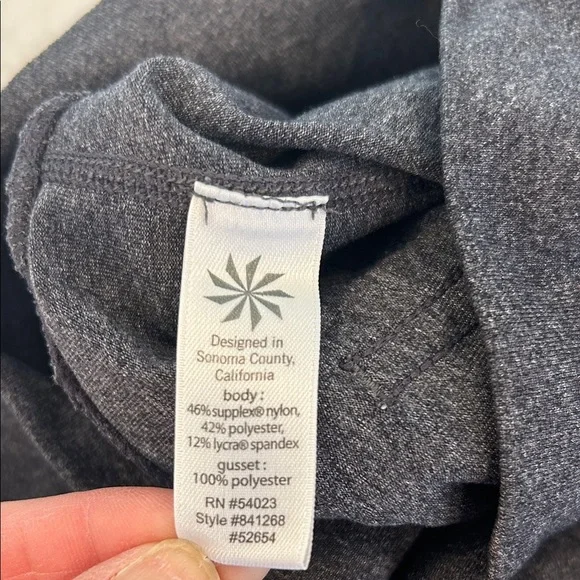 Designed in
Sonoma County,
California
body :
46%supplex®nylon,
42% polyester,
12% lycra®spandex
gusset :
100% polyester
RN #54023
Style #841268
#52654